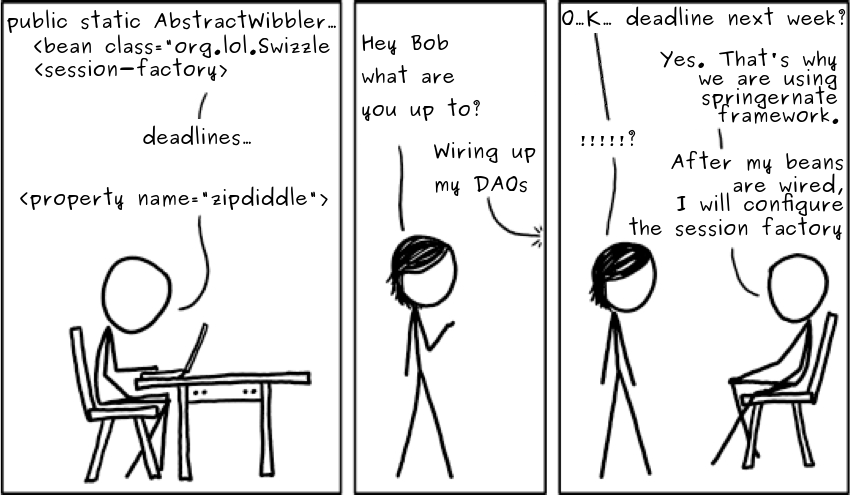 public static AbstractWibbler...
<bean class="org.lol.Swizzle
<session-factory>
deadlines...
<property name="zipdiddle">
Hey Bob
what are
you up to?
Wiring up
my DAOs
O...K... deadline next week?
Yes. That's why
we are using
springernate
framework.
!!!!!?
After my beans
are wired,
I will configure
the session factory